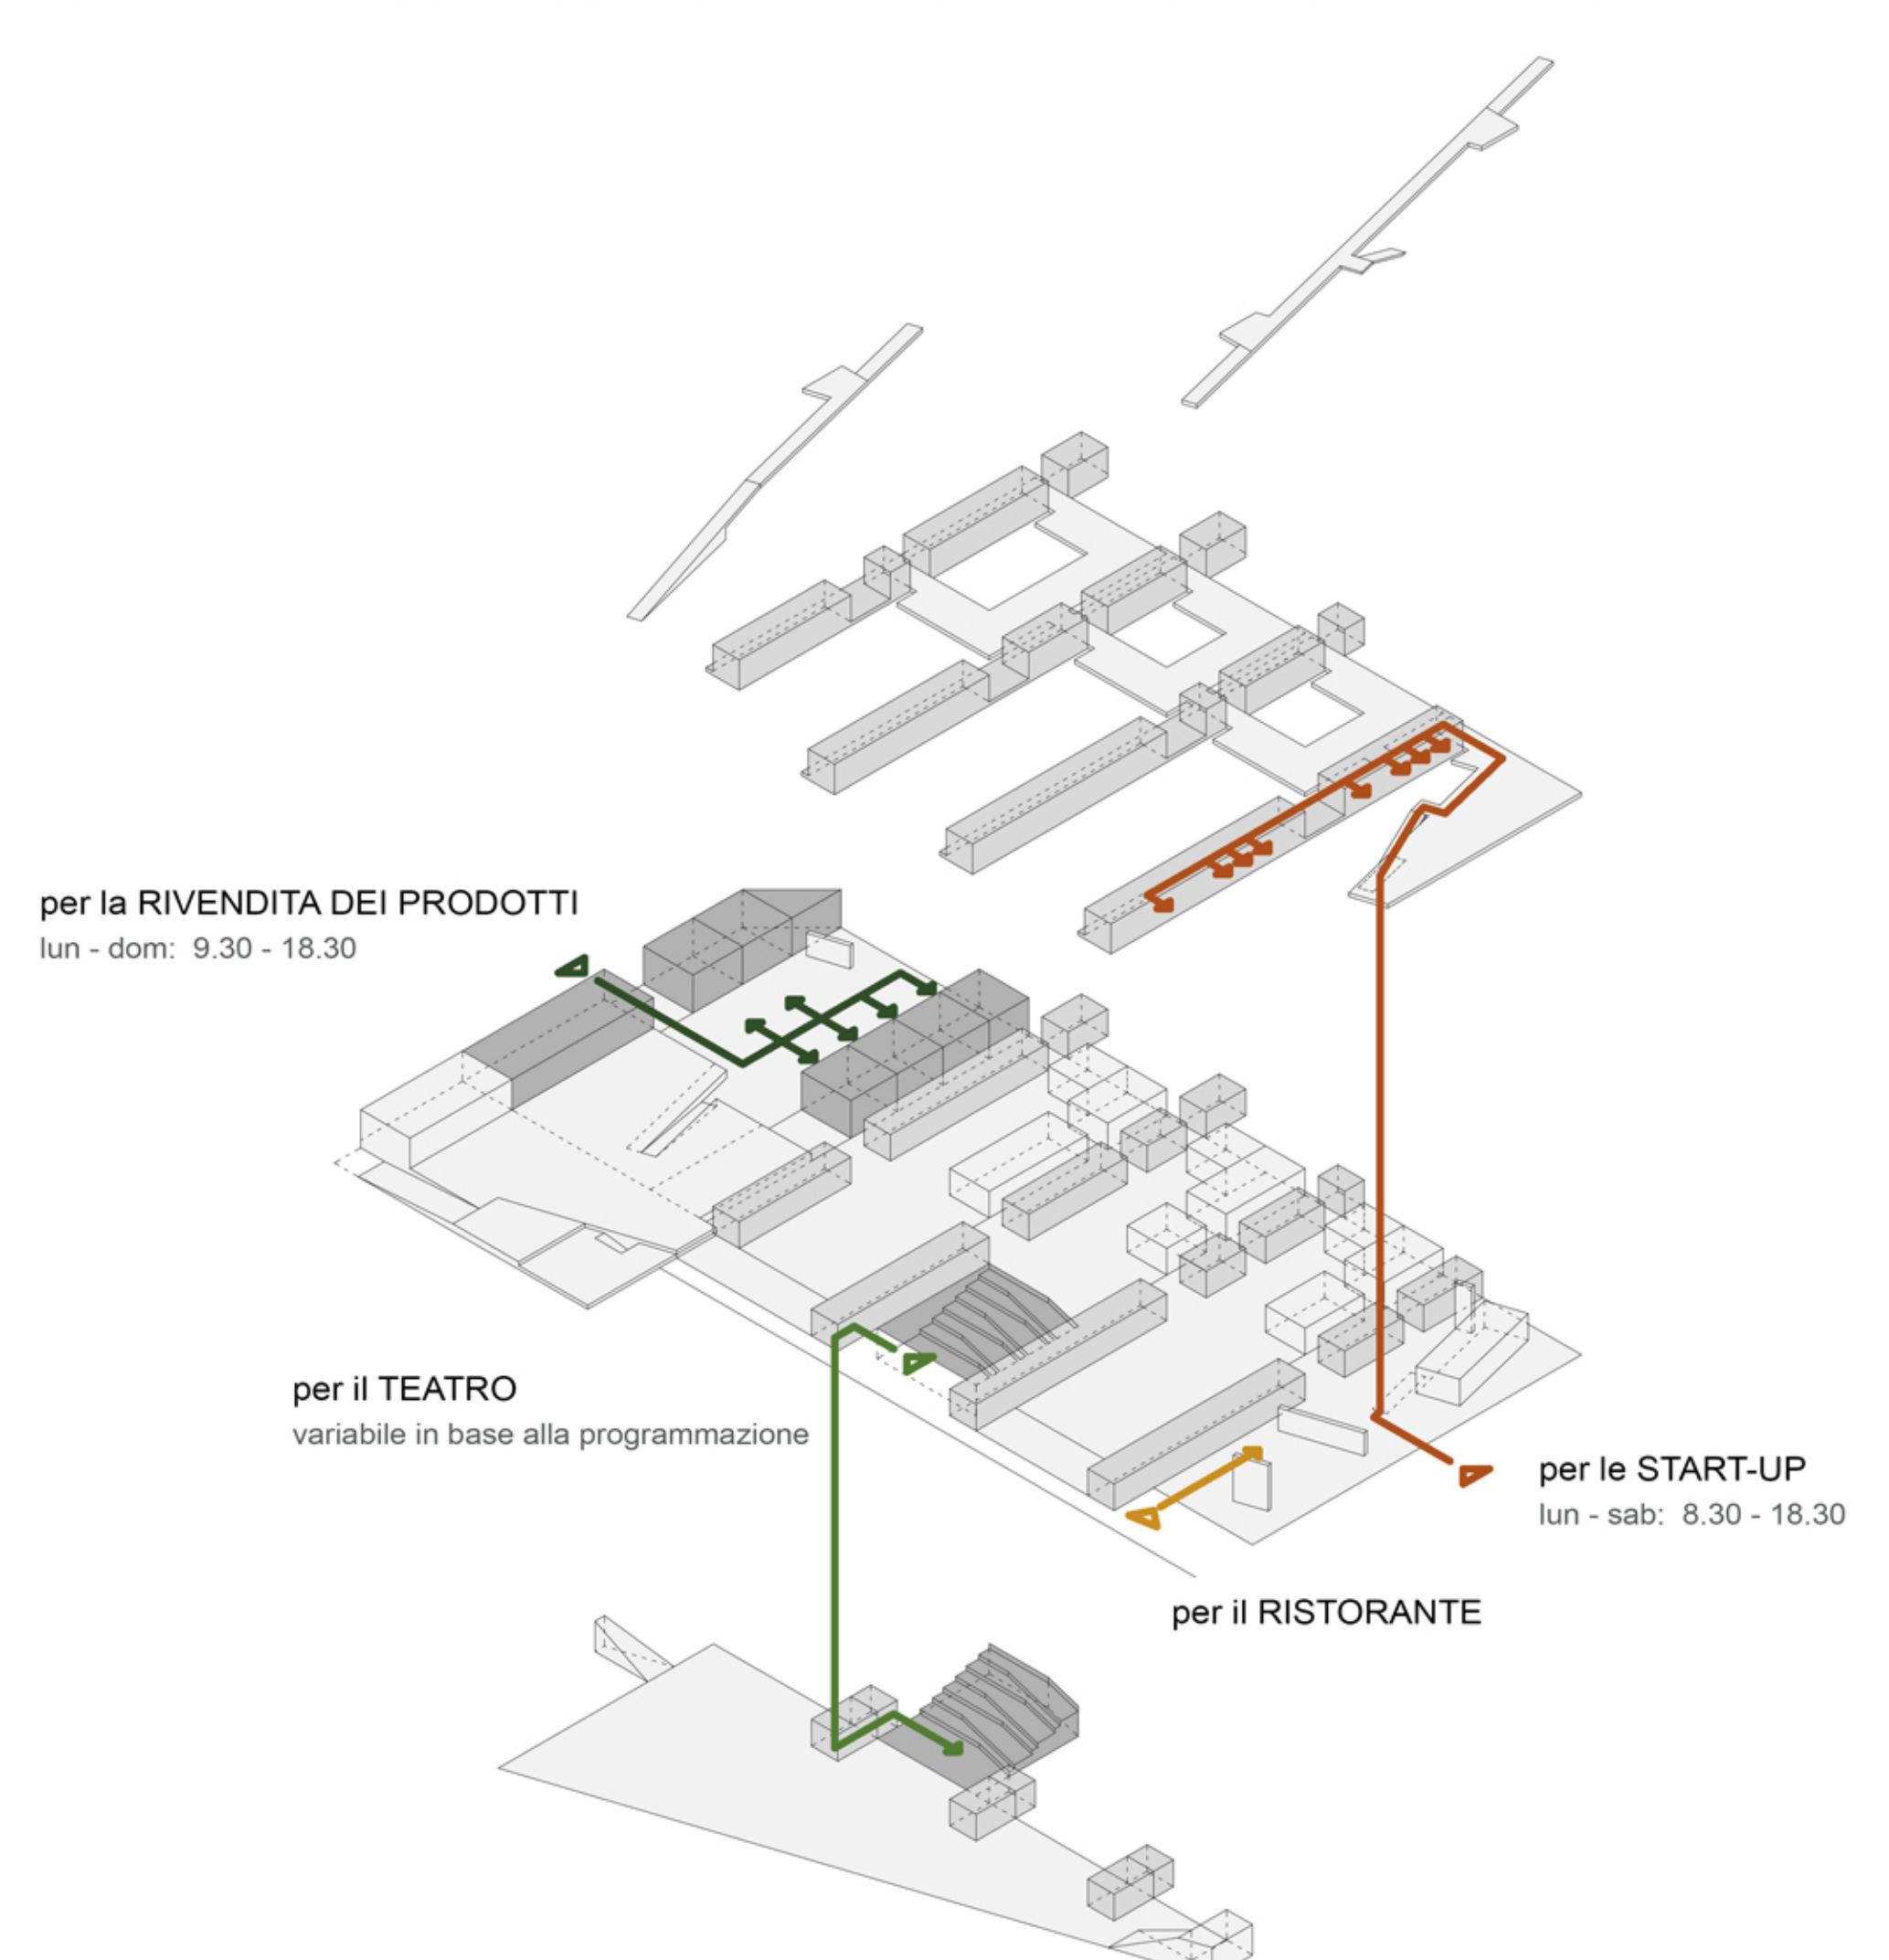 per la RIVENDITA DEI PRODOTTI
lun - dom: 9.30 - 18.30
per il TEATRO
variabile in base alla programmazione
per le START-UP
lun - sab: 8.30 - 18.30
per il RISTORANTE